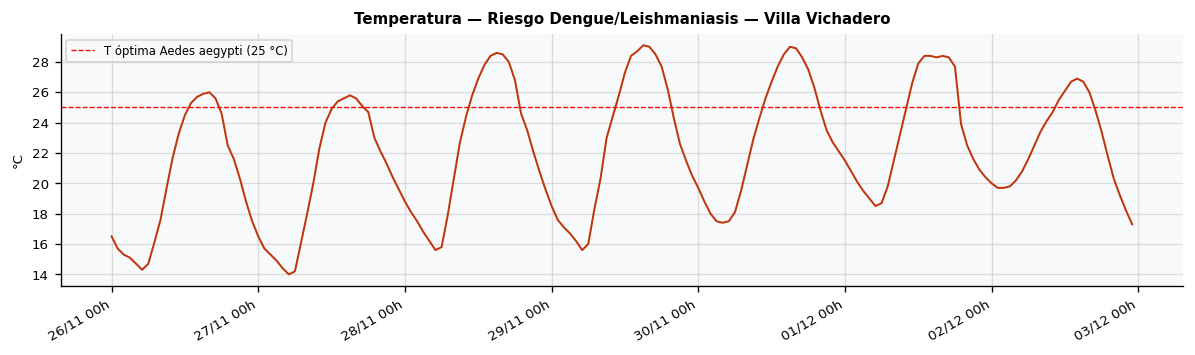 Temperatura — Riesgo Dengue/Leishmaniasis — Villa Vichadero
T óptima Aedes aegypti (25 °C)
°C
28
26
24
22
20
18
16
14
26/11 00h
27/11 00h
28/11 00h
29/11 00h
30/11 00h
01/12 00h
02/12 00h
03/12 00h